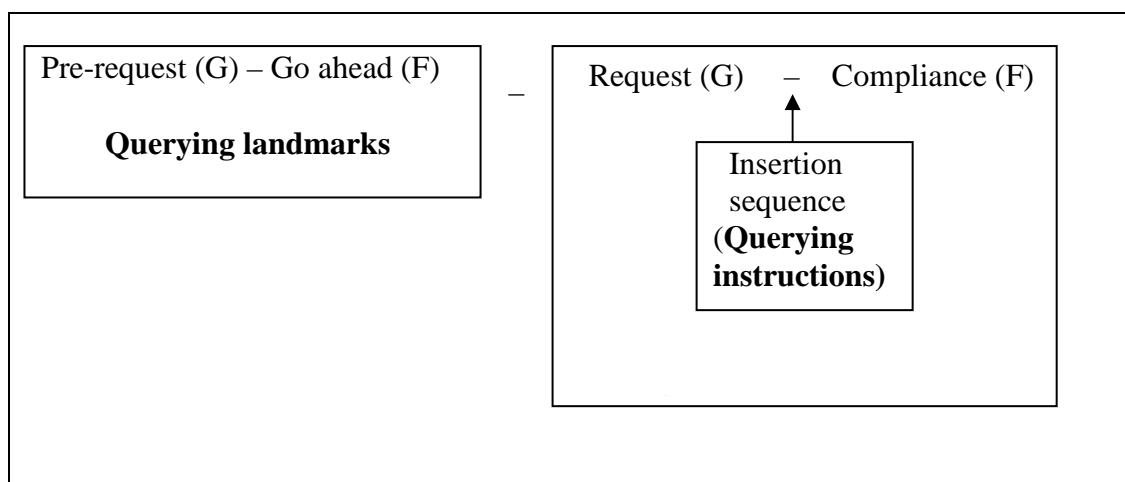 Pre-request (G) – Go ahead (F)
Querying landmarks
–
Request (G) – Compliance (F)
Insertion
sequence
(Querying
instructions)